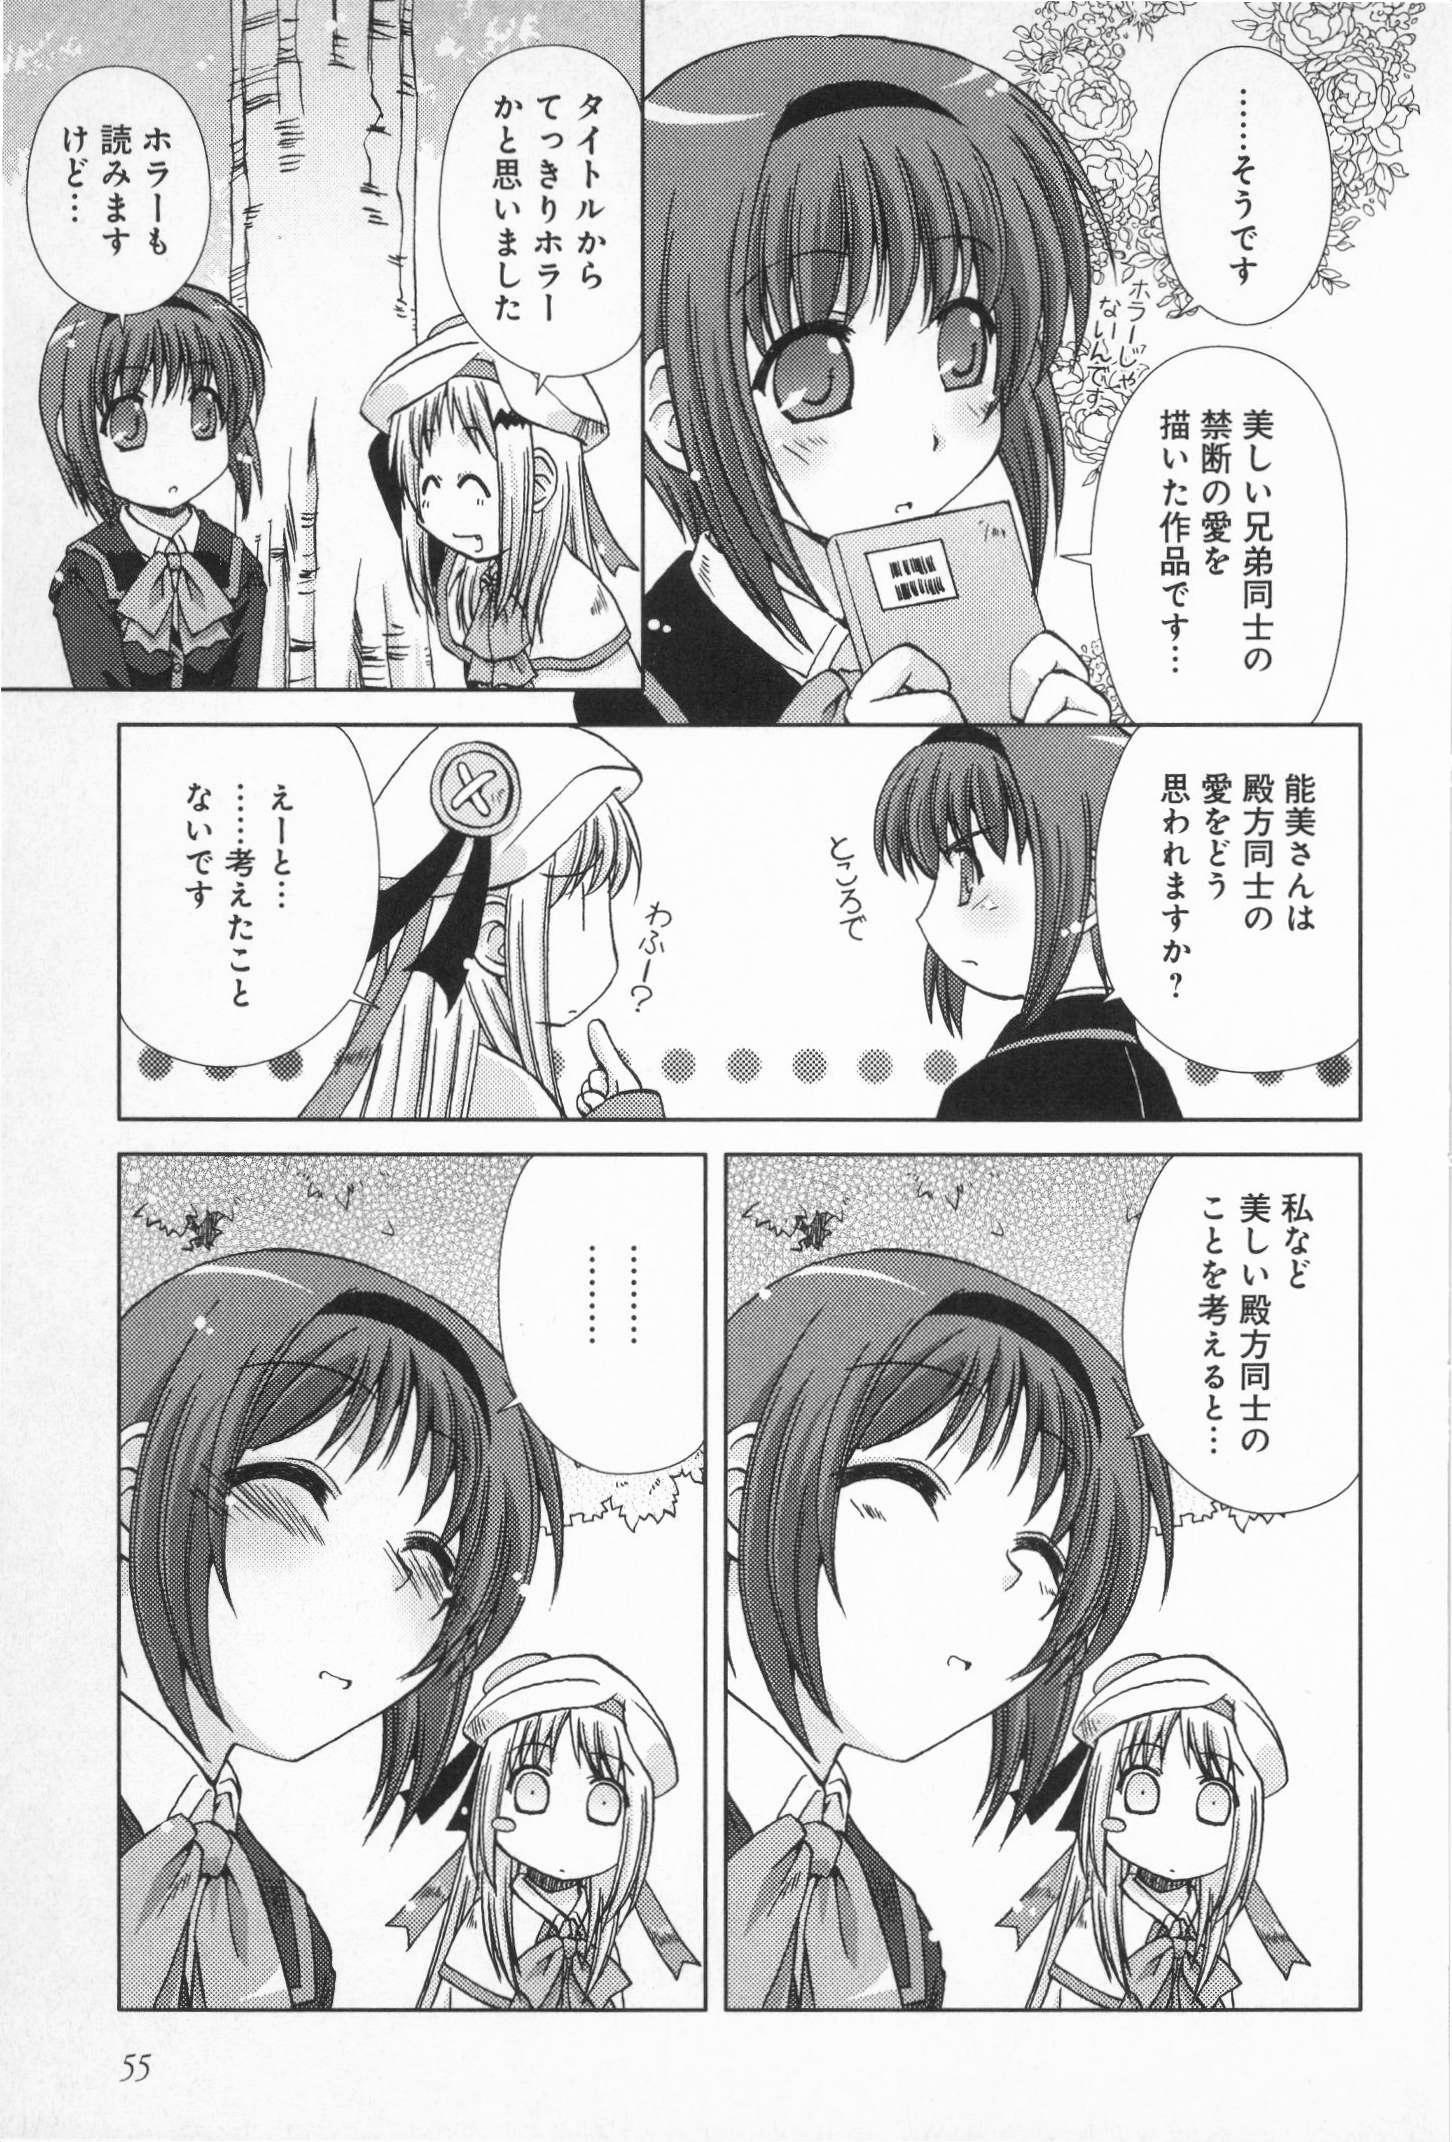 ……そうです
ホラーじゃ
ないんです
美しい兄弟同士の
禁断の愛を
描いた作品です…
タイトルから
てっきりホラー
かと思いました
ホラーも
読みます
けど…
能美さんは
殿方同士の
愛をどう
思われますか?
ところで
わふー?
えーと…
……考えたこと
ないです
私など
美しい殿方同士の
ことを考えると…
………
………
55